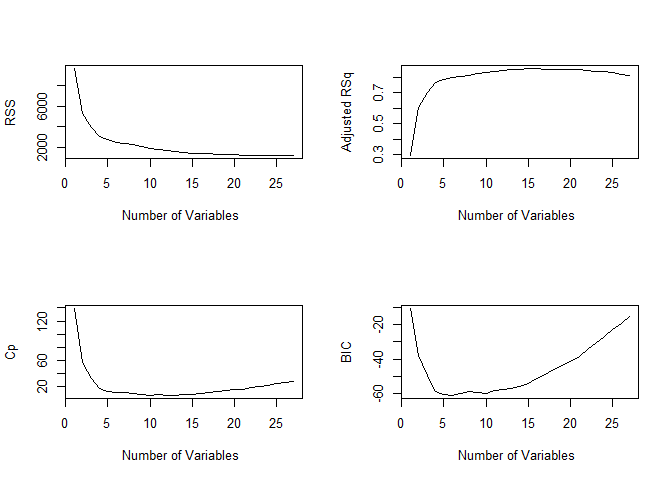 RSS
2000
6000
0 5 10 15 20 25
Number of Variables
Adjusted RSq
0.3
0.5
0.7
0 5 10 15 20 25
Number of Variables
Cp
20
60
120
0 5 10 15 20 25
Number of Variables
BIC
-60
-40
-20
0 5 10 15 20 25
Number of Variables